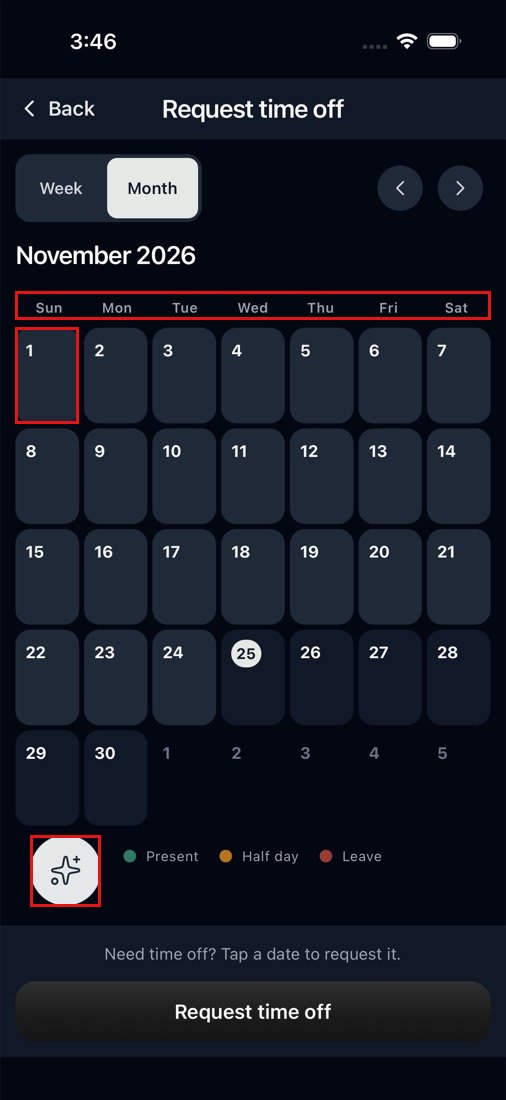 3:46
Back Request time off
Week Month
November 2026
Sun Mon Tue Wed Thu Fri Sat
1 2 3 4 5 6 7
8 9 10 11 12 13 14
15 16 17 18 19 20 21
22 23 24 25 26 27 28
29 30 1 2 3 4 5
Present Half day Leave
Need time off? Tap a date to request it.
Request time off